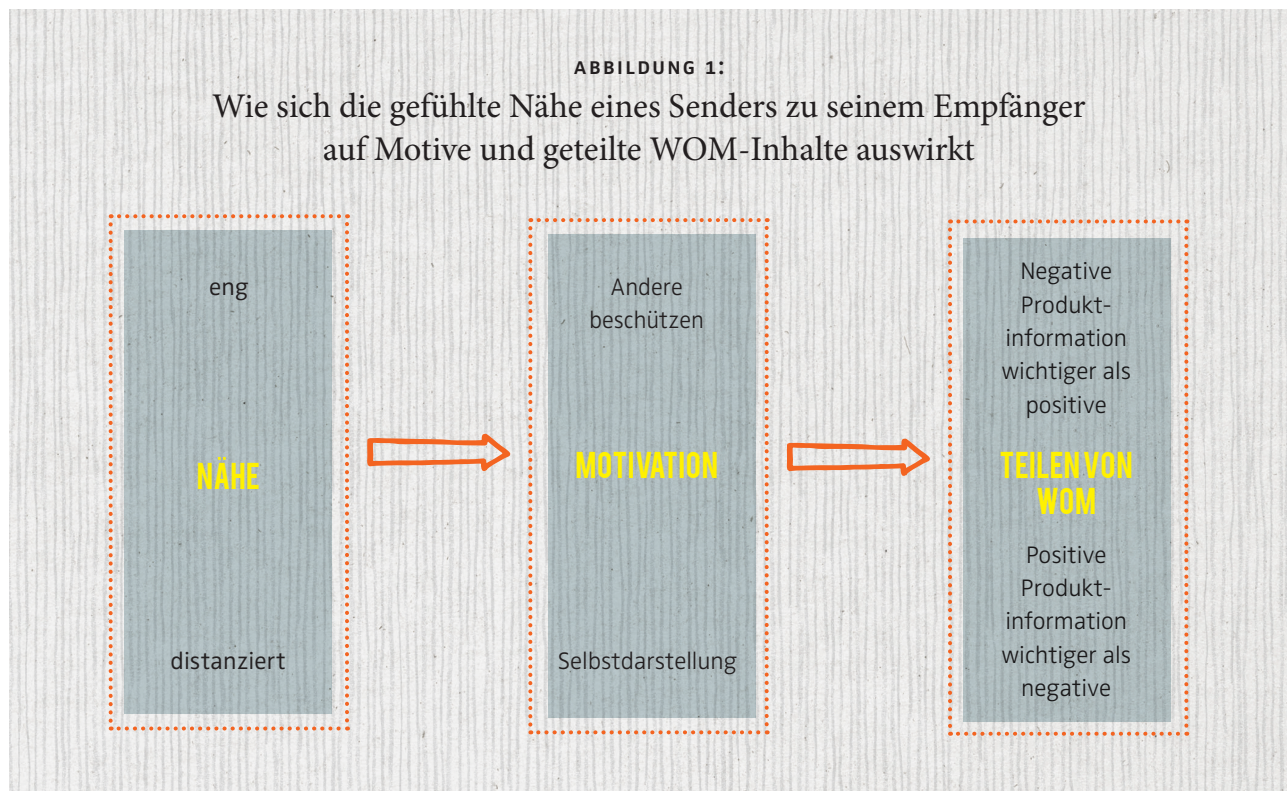 ABBILDUNG 1:
Wie sich die gefühlte Nähe eines Senders zu seinem Empfänger
auf Motive und geteilte WOM-Inhalte auswirkt
eng
NÄHE
distanziert
Andere
beschützen
MOTIVATION
Selbstdarstellung
Negative
Produkt-
information
wichtiger als
positive
TEILEN VON
WOM
Positive
Produkt-
information
wichtiger als
negative